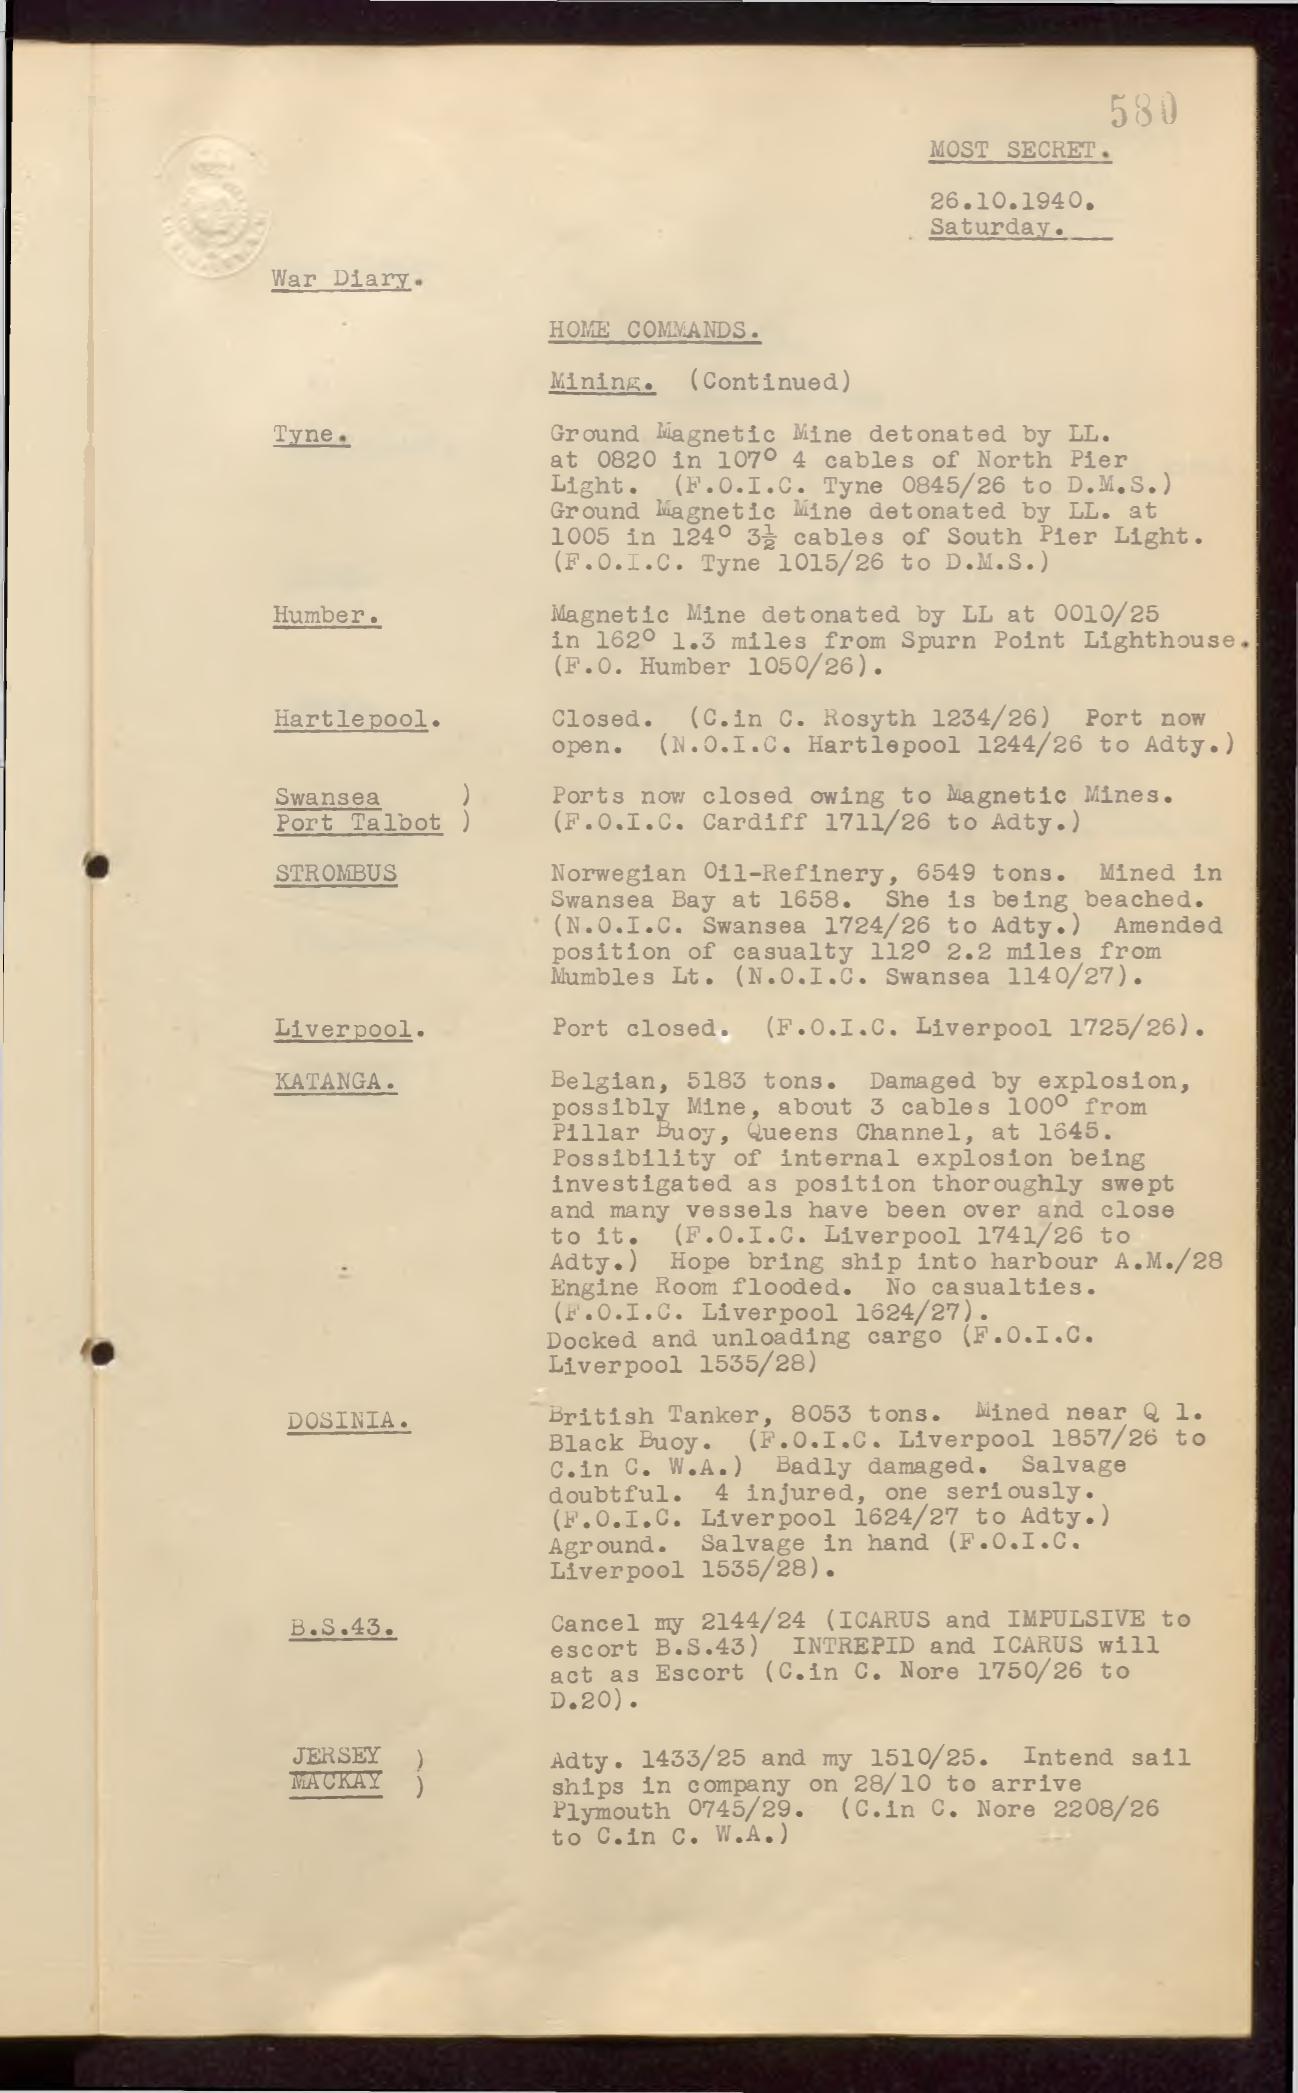 580
MOST SECRET.
26.10.1940.
Saturday.
War Diary.
HOME COMMANDS.
Mining. (Continued)
Tyne. Ground Magnetic Mine detonated by LL.
at 0820 in 107° 4 cables of North Pier
Light. (F.O.I.C. Tyne 0845/26 to D.M.S.)
Ground Magnetic Mine detonated by LL. at
1005 in 124° 3½ cables of South Pier Light.
(F.O.I.C. Tyne 1015/26 to D.M.S.)
Humber. Magnetic Mine detonated by LL at 0010/25
in 162° 1.3 miles from Spurn Point Lighthouse.
(F.O. Humber 1050/26).
Hartlepool. Closed. (C.in C. Rosyth 1234/26) Port now
open. (N.O.I.C. Hartlepool 1244/26 to Adty.)
Swansea ) Ports now closed owing to Magnetic Mines.
Port Talbot ) (F.O.I.C. Cardiff 1711/26 to Adty.)
STROMBUS Norwegian Oil-Refinery, 6549 tons. Mined in
Swansea Bay at 1658. She is being beached.
(N.O.I.C. Swansea 1724/26 to Adty.) Amended
position of casualty 112° 2.2 miles from
Mumbles Lt. (N.O.I.C. Swansea 1140/27).
Liverpool. Port closed. (F.O.I.C. Liverpool 1725/26).
KATANGA. Belgian, 5183 tons. Damaged by explosion,
possibly Mine, about 3 cables 100° from
Pillar Buoy, Queens Channel, at 1645.
Possibility of internal explosion being
investigated as position thoroughly swept
and many vessels have been over and close
to it. (F.O.I.C. Liverpool 1741/26 to
Adty.) Hope bring ship into harbour A.M./28
Engine Room flooded. No casualties.
(F.O.I.C. Liverpool 1624/27).
Docked and unloading cargo (F.O.I.C.
Liverpool 1535/28)
DOSINIA. British Tanker, 8053 tons. Mined near Q 1.
Black Buoy. (F.O.I.C. Liverpool 1857/26 to
C.in C. W.A.) Badly damaged. Salvage
doubtful. 4 injured, one seriously.
(F.O.I.C. Liverpool 1624/27 to Adty.)
Aground. Salvage in hand (F.O.I.C.
Liverpool 1535/28).
B.S.43. Cancel my 2144/24 (ICARUS and IMPULSIVE to
escort B.S.43) INTREPID and ICARUS will
act as Escort (C.in C. Nore 1750/26 to
D.20).
JERSEY ) Adty. 1433/25 and my 1510/25. Intend sail
MACKAY ) ships in company on 28/10 to arrive
Plymouth 0745/29. (C.in C. Nore 2208/26
to C.in C. W.A.)